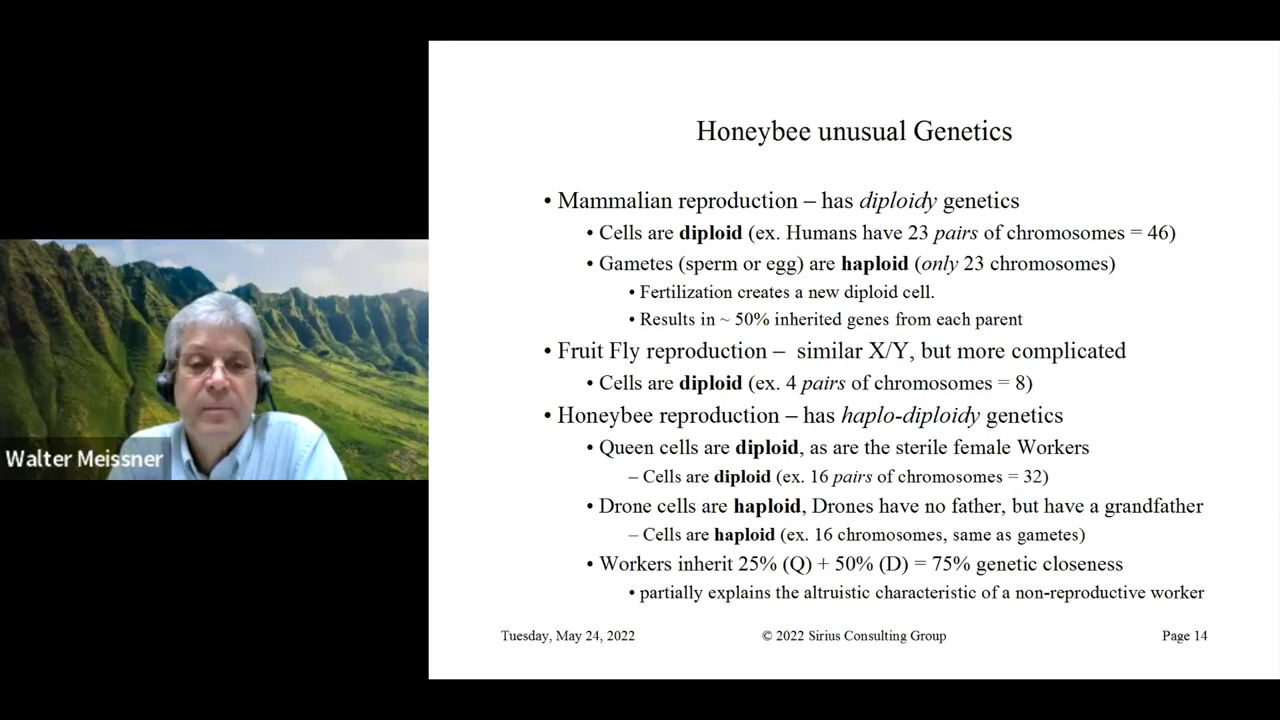 Honeybee unusual Genetics
• Mammalian reproduction – has diploidy genetics
• Cells are diploid (ex. Humans have 23 pairs of chromosomes = 46)
• Gametes (sperm or egg) are haploid (only 23 chromosomes)
• Fertilization creates a new diploid cell.
• Results in ~ 50% inherited genes from each parent
• Fruit Fly reproduction – similar X/Y, but more complicated
• Cells are diploid (ex. 4 pairs of chromosomes = 8)
• Honeybee reproduction – has haplo-diploidy genetics
• Queen cells are diploid, as are the sterile female Workers
– Cells are diploid (ex. 16 pairs of chromosomes = 32)
• Drone cells are haploid, Drones have no father, but have a grandfather
– Cells are haploid (ex. 16 chromosomes, same as gametes)
• Workers inherit 25% (Q) + 50% (D) = 75% genetic closeness
• partially explains the altruistic characteristic of a non-reproductive worker
Tuesday, May 24, 2022 © 2022 Sirius Consulting Group Page 14
Walter Meissner